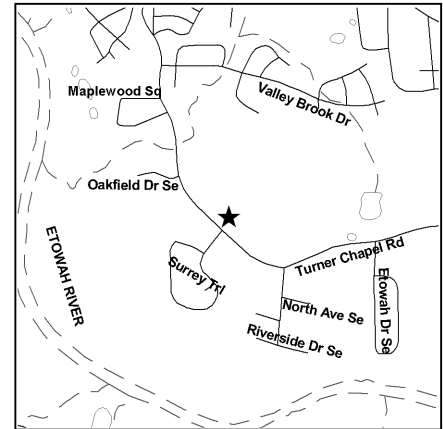 Maplewood Sq
Valley Brook Dr
Oakfield Dr Se
ETOWAH RIVER
Surrey Trl
Turner Chapel Rd
Etowah Dr Se
North Ave Se
Riverside Dr Se